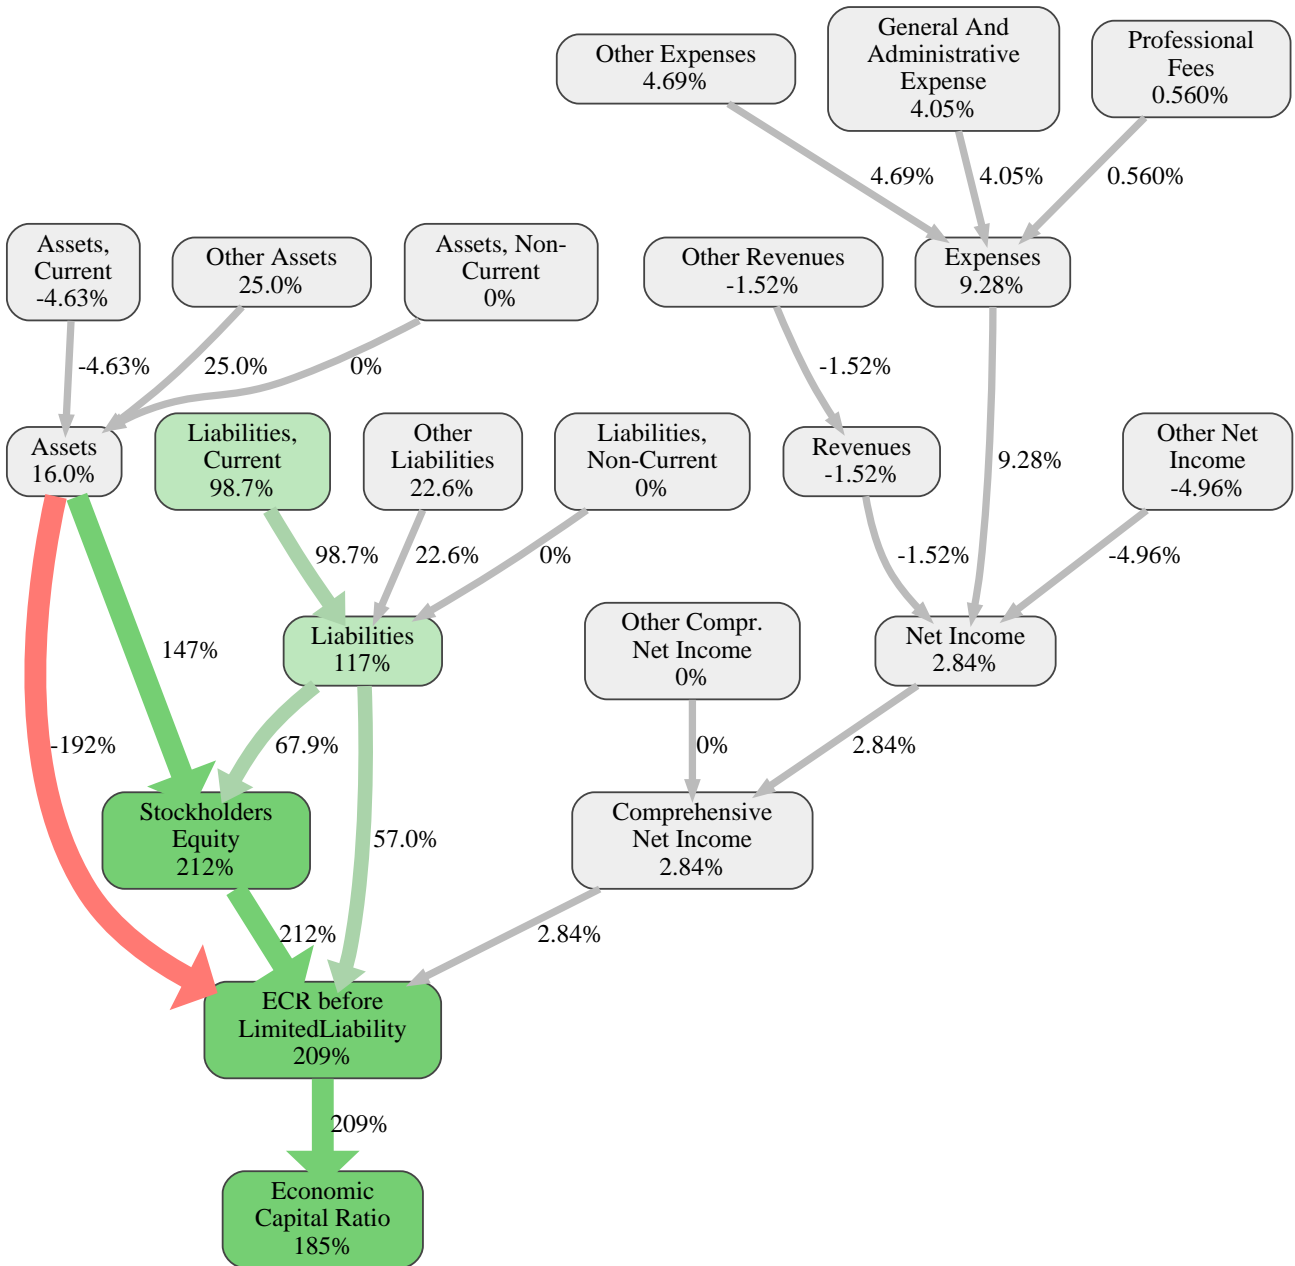 Other Expenses
4.69%
General And
Administrative
Expense
4.05%
Professional
Fees
0.560%
4.69%
4.05%
0.560%
Assets,
Current
-4.63%
Other Assets
25.0%
Assets, Non-
Current
0%
Other Revenues
-1.52%
Expenses
9.28%
-4.63%
25.0%
0%
-1.52%
Assets
16.0%
Liabilities,
Current
98.7%
Other
Liabilities
22.6%
Liabilities,
Non-Current
0%
Revenues
-1.52%
9.28%
Other Net
Income
-4.96%
98.7%
22.6%
0%
-1.52%
-4.96%
Liabilities
117%
Other Compr.
Net Income
0%
Net Income
2.84%
147%
-192%
67.9%
0%
2.84%
Stockholders
Equity
212%
57.0%
Comprehensive
Net Income
2.84%
212%
2.84%
ECR before
LimitedLiability
209%
209%
Economic
Capital Ratio
185%